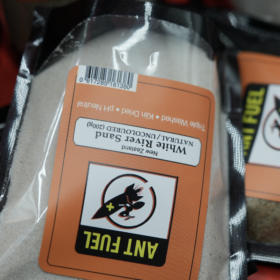 ANT FUEL
New Zealand
White River Sand
NATURAL/UNCOLOURED (200g)
Triple Washed • Kiln Dried • pH Neutral
ANT FUEL